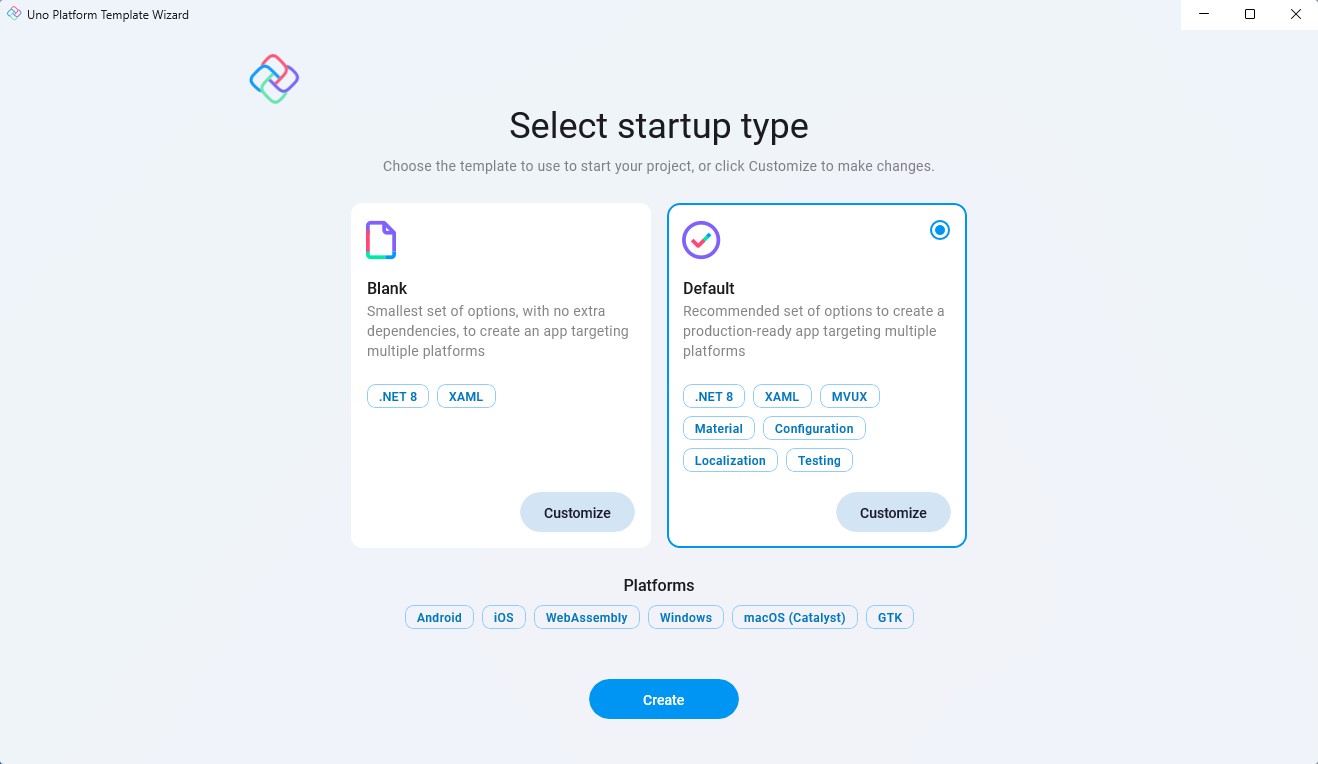 Uno Platform Template Wizard
Select startup type
Choose the template to use to start your project, or click Customize to make changes.
Blank
Smallest set of options, with no extra
dependencies, to create an app targeting
multiple platforms
.NET 8 XAML
Customize
Default
Recommended set of options to create a
production-ready app targeting multiple
platforms
.NET 8 XAML MVUX
Material Configuration
Localization Testing
Customize
Platforms
Android iOS WebAssembly Windows macOS (Catalyst) GTK
Create